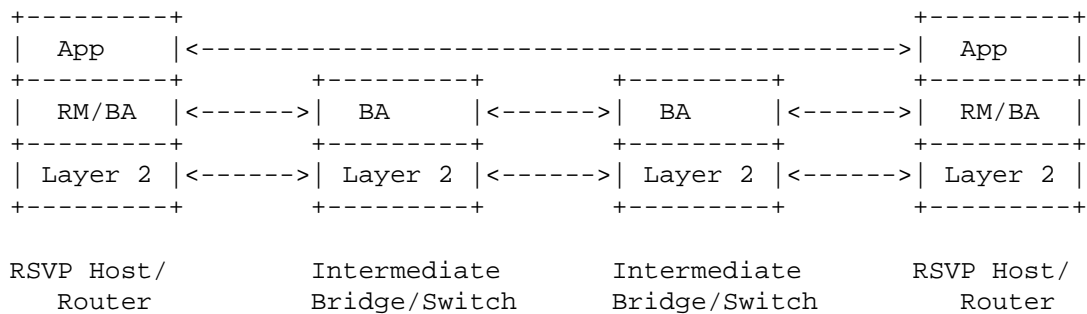 +---------+                                              +---------+
|  App    |<-------------------------------------------->|  App    |
+---------+         +---------+        +---------+       +---------+
|  RM/BA  |<------>|  BA     |<------>|  BA     |<------>|  RM/BA  |
+---------+         +---------+        +---------+       +---------+
| Layer 2 |<------>| Layer 2 |<------>| Layer 2 |<------>| Layer 2 |
+---------+         +---------+        +---------+       +---------+
RSVP Host/         Intermediate       Intermediate       RSVP Host/
   Router          Bridge/Switch      Bridge/Switch         Router